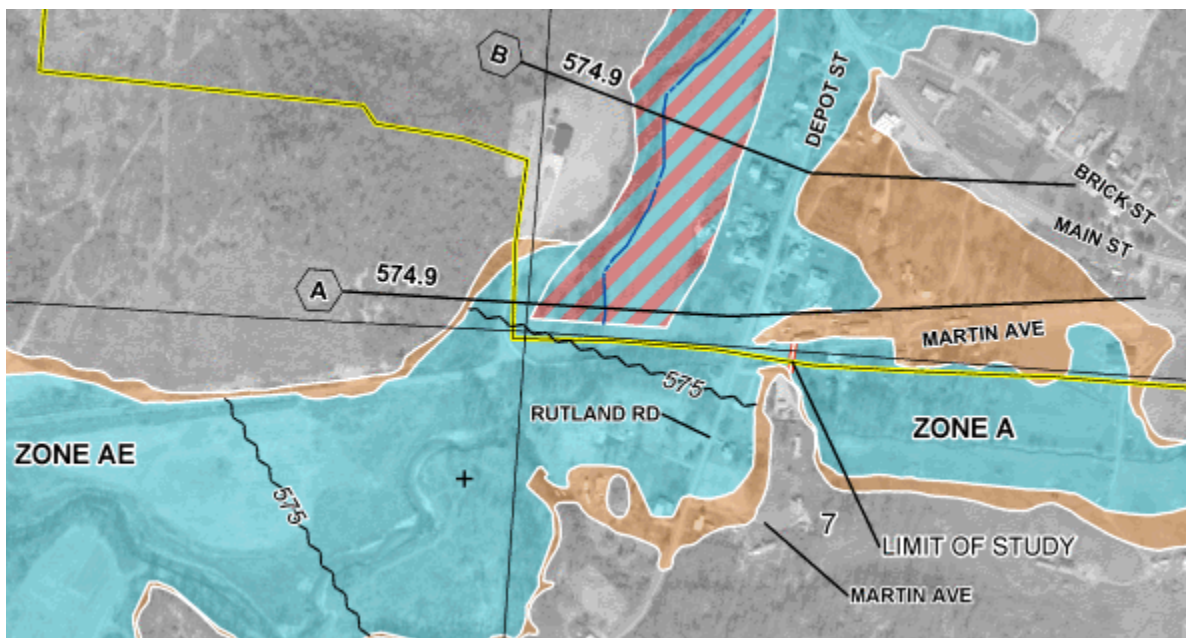 B
574.9
DEPOT ST
BRICK ST
MAIN ST
A
574.9
MARTIN AVE
575
RUTLAND RD
ZONE A
ZONE AE
575
7
LIMIT OF STUDY
MARTIN AVE